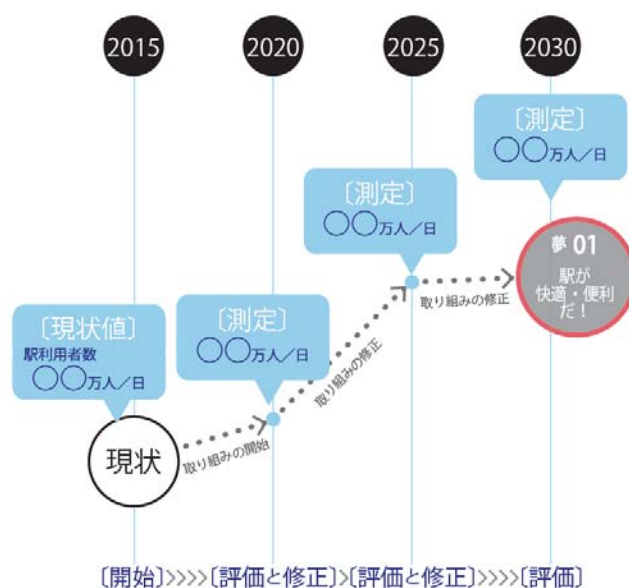 2015
2020
2025
2030
〔測定〕
○○万人/日
〔測定〕
○○万人/日
夢 01
駅が
快適・便利
だ！
取り組みの修正
〔現状値〕
駅利用者数
○○万人/日
〔測定〕
○○万人/日
取り組みの修正
現状
取り組みの開始
〔開始〕>>>>〔評価と修正〕>〔評価と修正〕>>>>〔評価〕